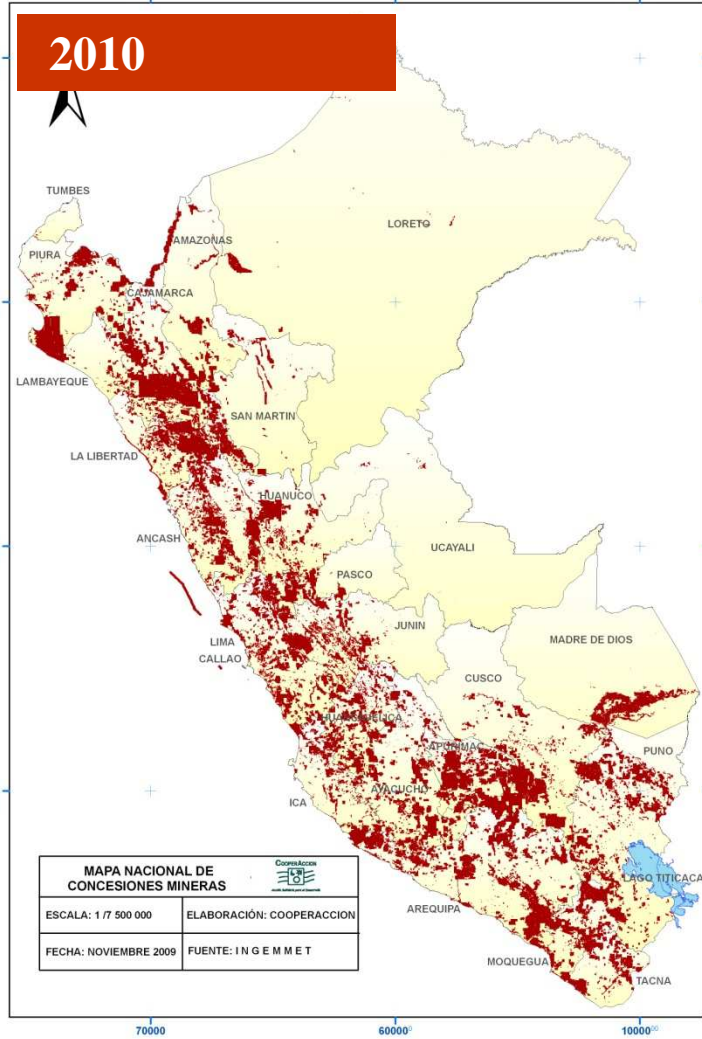 2010
TUMBES
LORETO
AMAZONAS
PIURA
CAJAMARCA
LAMBAYEQUE
SAN MARTIN
LA LIBERTAD
HUANUCO
ANCASH
UCAYALI
PASCO
JUNIN
MADRE DE DIOS
LIMA
CALLAO
CUSCO
HUANCAVELICA
APURIMAC
PUNO
AYACUCHO
ICA
LAGO TITICACA
AREQUIPA
MOQUEGUA
TACNA
MAPA NACIONAL DE
CONCESIONES MINERAS
COOPERACCION
ESCALA: 1 /7 500 000
ELABORACIÓN: COOPERACCION
FECHA: NOVIEMBRE 2009
FUENTE: I N G E M M E T
70000
60000
10000